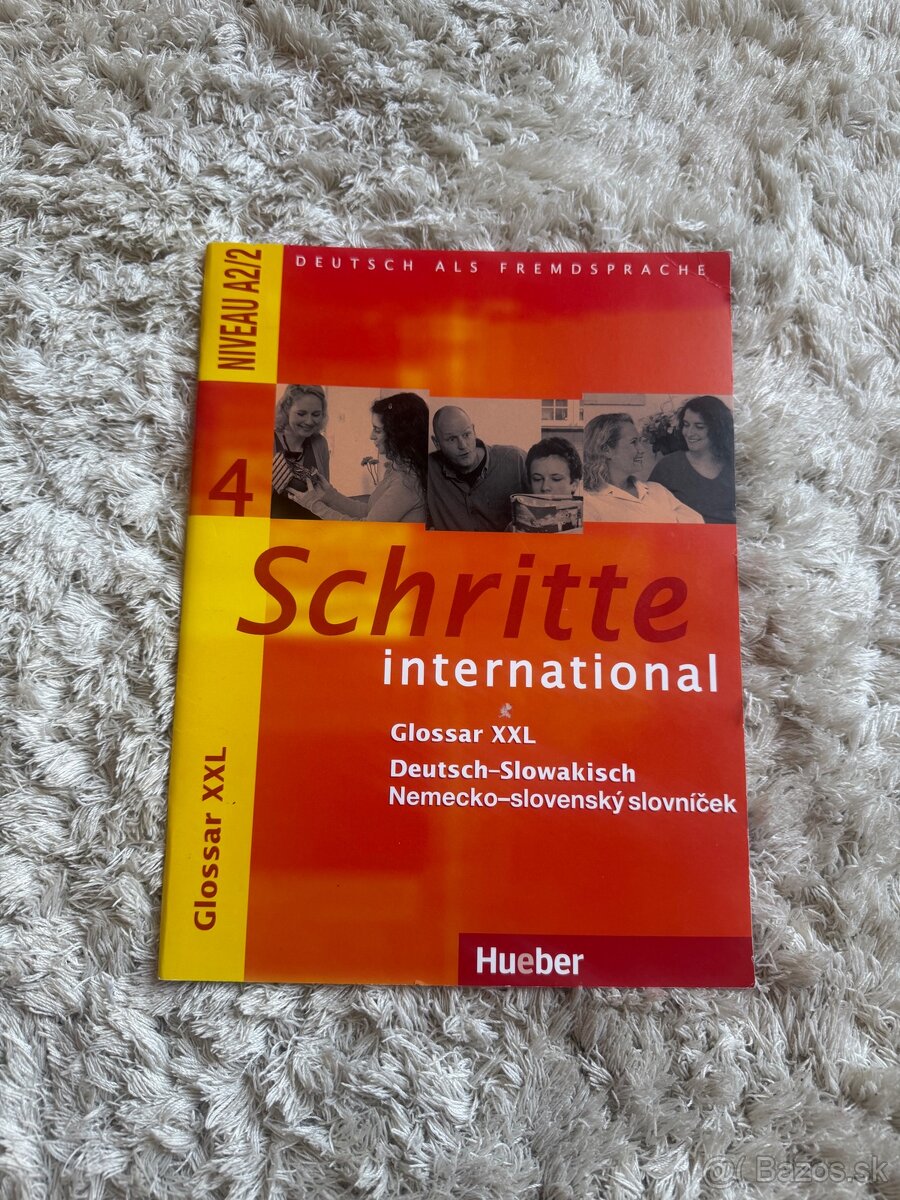 DEUTSCH ALS FREMDSPRACHE
NIVEAU A2/2
4
Schritte
international
Glossar XXL
Deutsch-Slowakisch
Nemecko-slovenský slovníček
Glossar XXL
Hueber
Bazos.sk